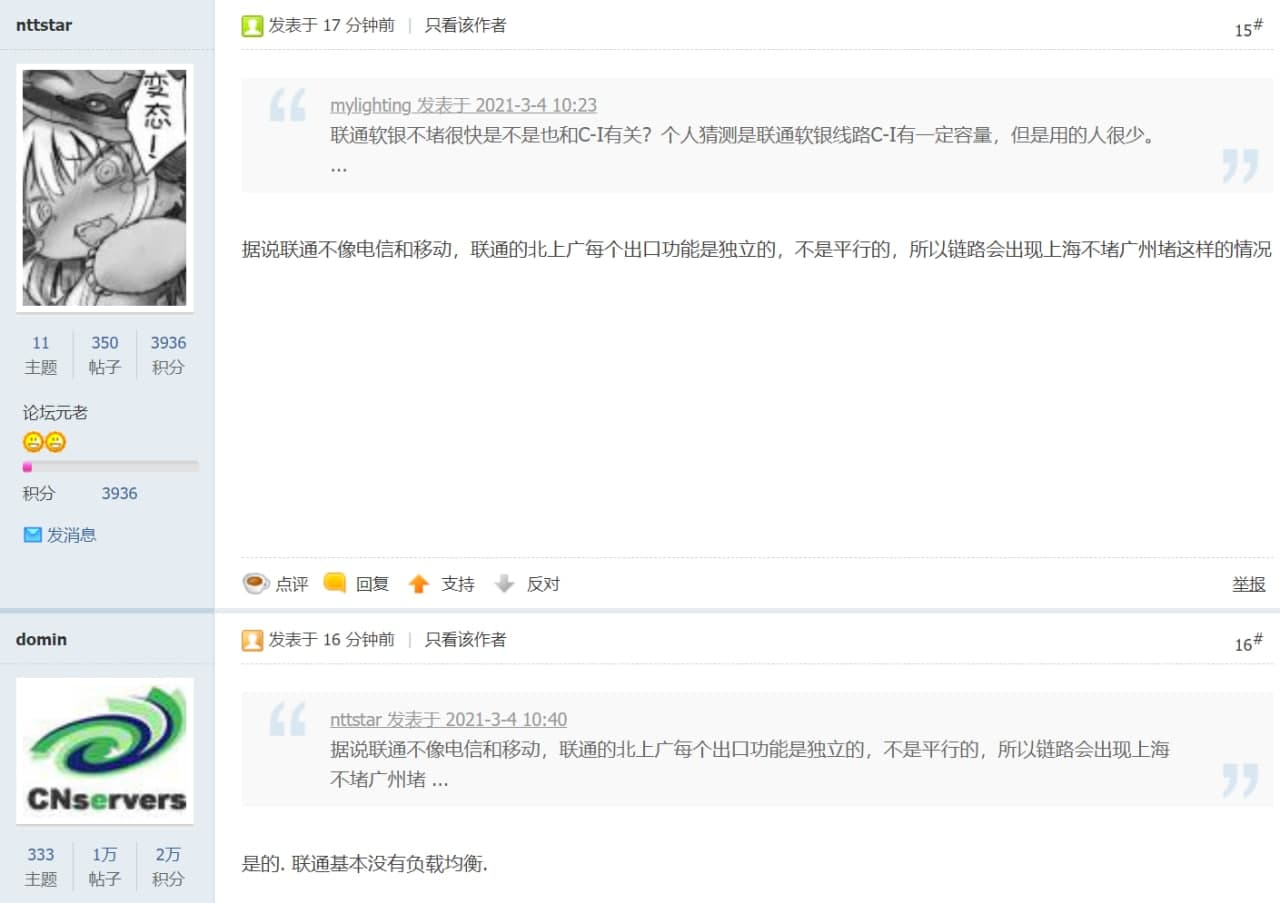 nttstar
发表于 17 分钟前 | 只看该作者
15#
变态！
mylighting 发表于 2021-3-4 10:23
联通软银不堵很快是不是也和C-I有关？个人猜测是联通软银线路C-I有一定容量，但是用的人很少。
...
据说联通不像电信和移动，联通的北上广每个出口功能是独立的，不是平行的，所以链路会出现上海不堵广州堵这样的情况
11 350 3936
主题 帖子 积分
论坛元老
积分 3936
发消息
点评 回复 支持 反对 举报
domin
发表于 16 分钟前 | 只看该作者
16#
CNservers
nttstar 发表于 2021-3-4 10:40
据说联通不像电信和移动，联通的北上广每个出口功能是独立的，不是平行的，所以链路会出现上海
不堵广州堵 ...
是的. 联通基本没有负载均衡.
333 1万 2万
主题 帖子 积分